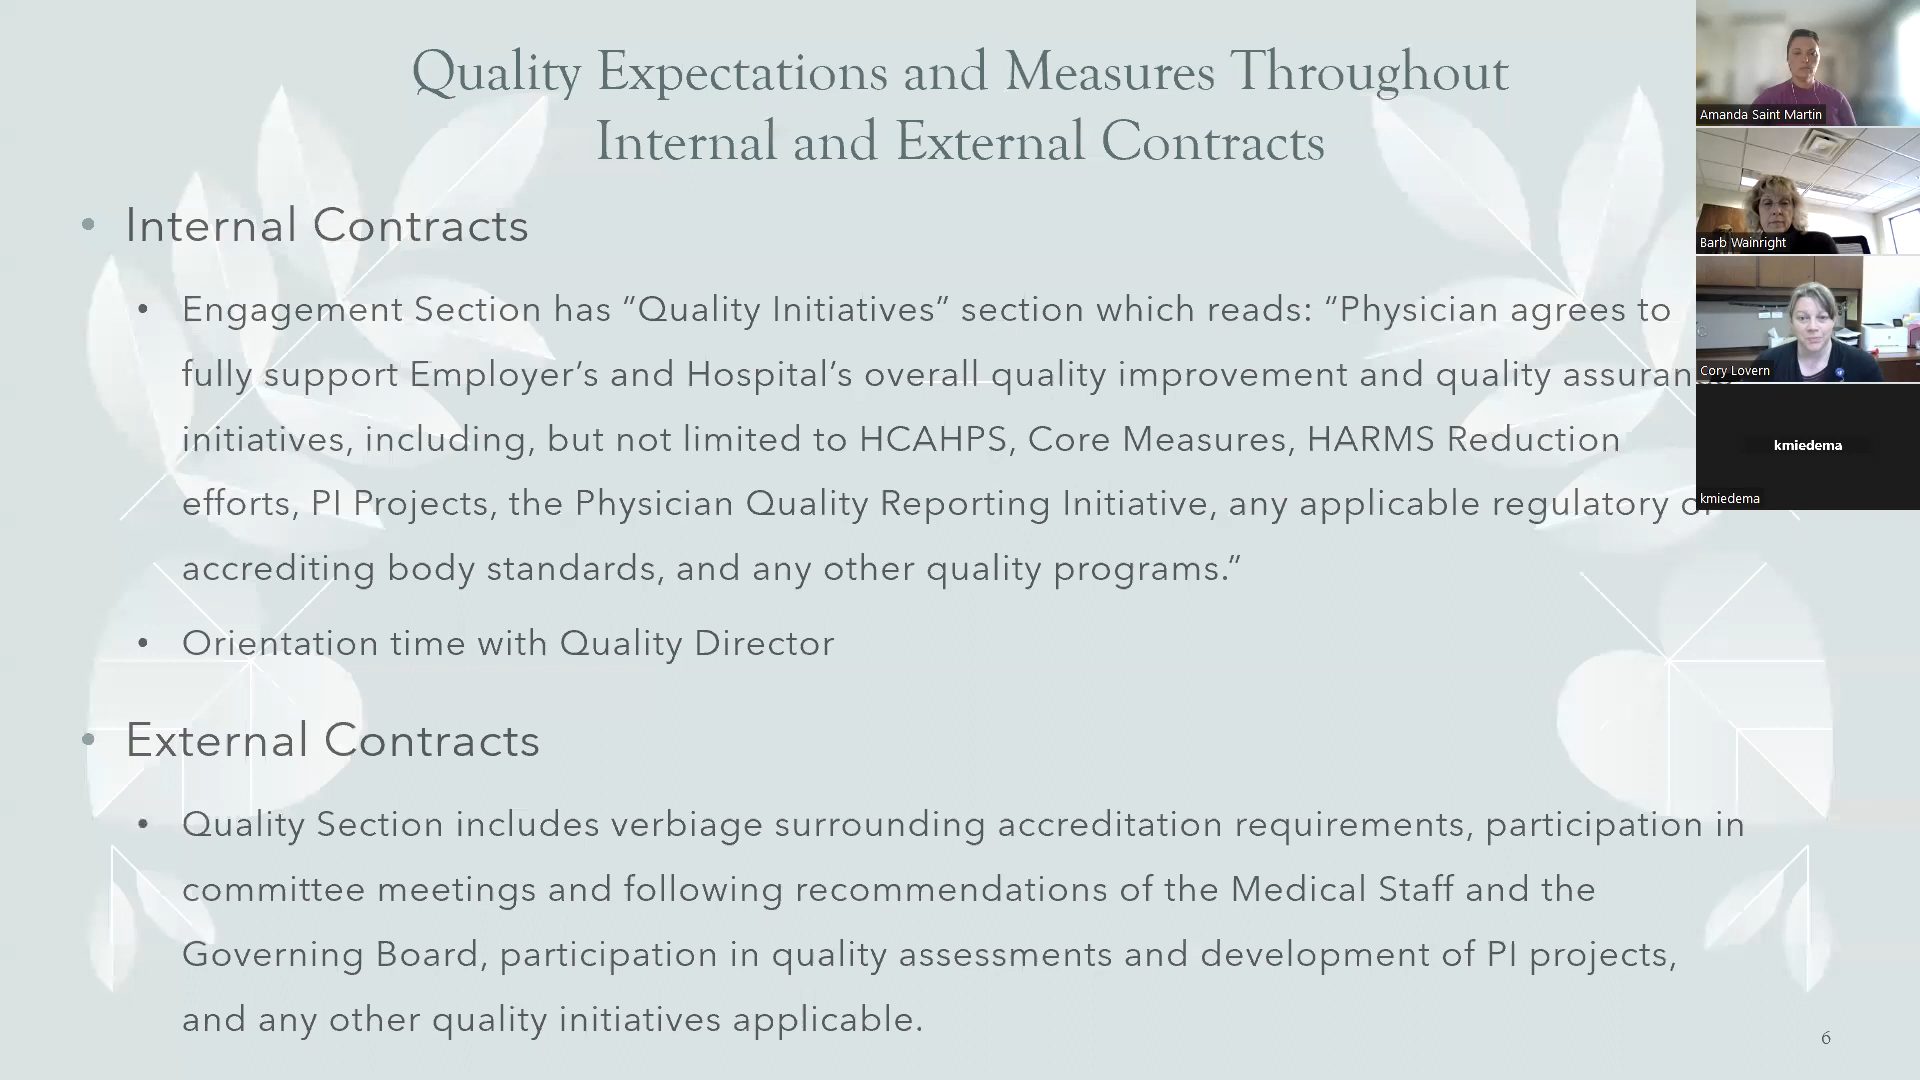 Quality Expectations and Measures Throughout
Internal and External Contracts
• Internal Contracts
• Engagement Section has “Quality Initiatives” section which reads: “Physician agrees to
fully support Employer’s and Hospital’s overall quality improvement and quality
initiatives, including, but not limited to HCAHPS, Core Measures, HARMS Reduction
efforts, PI Projects, the Physician Quality Reporting Initiative, any applicable regulatory
accrediting body standards, and any other quality programs.”
• Orientation time with Quality Director
• External Contracts
• Quality Section includes verbiage surrounding accreditation requirements, participation in
committee meetings and following recommendations of the Medical Staff and the
Governing Board, participation in quality assessments and development of PI projects,
and any other quality initiatives applicable.
6
Amanda Saint Martin
Barb Wainright
Cory Lovern
kmiedema
kmiedema